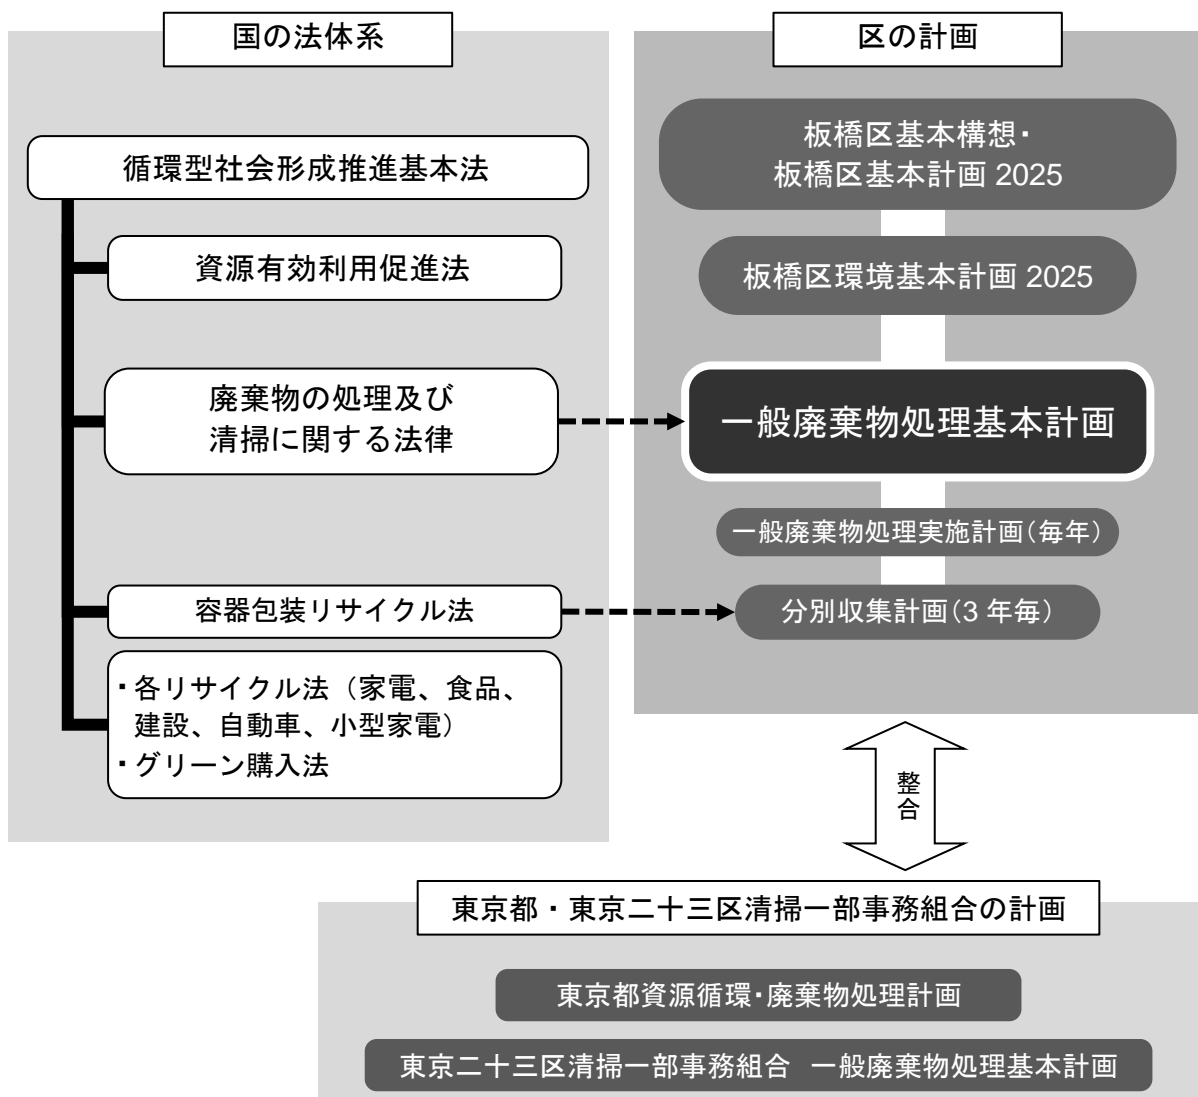 国の法体系
循環型社会形成推進基本法
資源有効利用促進法
廃棄物の処理及び
清掃に関する法律
容器包装リサイクル法
・各リサイクル法（家電、食品、
建設、自動車、小型家電）
・グリーン購入法
区の計画
板橋区基本構想・
板橋区基本計画 2025
板橋区環境基本計画 2025
一般廃棄物処理基本計画
一般廃棄物処理実施計画（毎年）
分別収集計画（3 年毎）
整合
東京都・東京二十三区清掃一部事務組合の計画
東京都資源循環・廃棄物処理計画
東京二十三区清掃一部事務組合　一般廃棄物処理基本計画